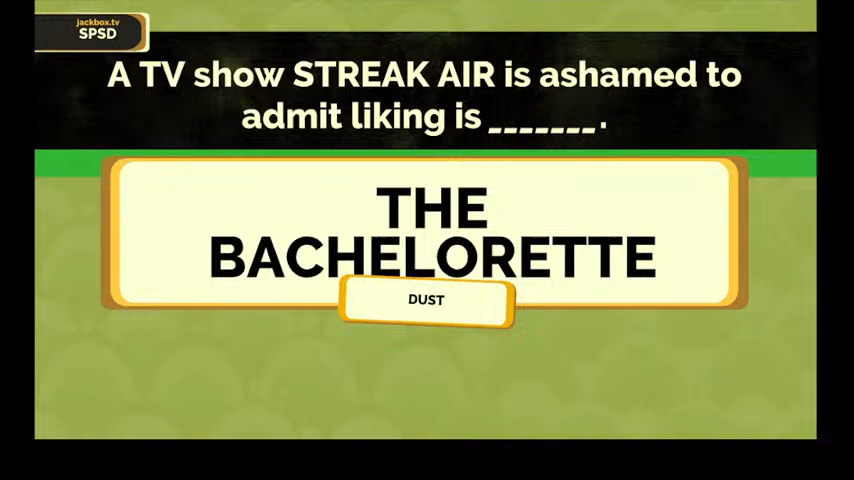 jackbox.tv
SPSD
A TV show STREAK AIR is ashamed to
admit liking is _______.
THE
BACHELORETTE
DUST